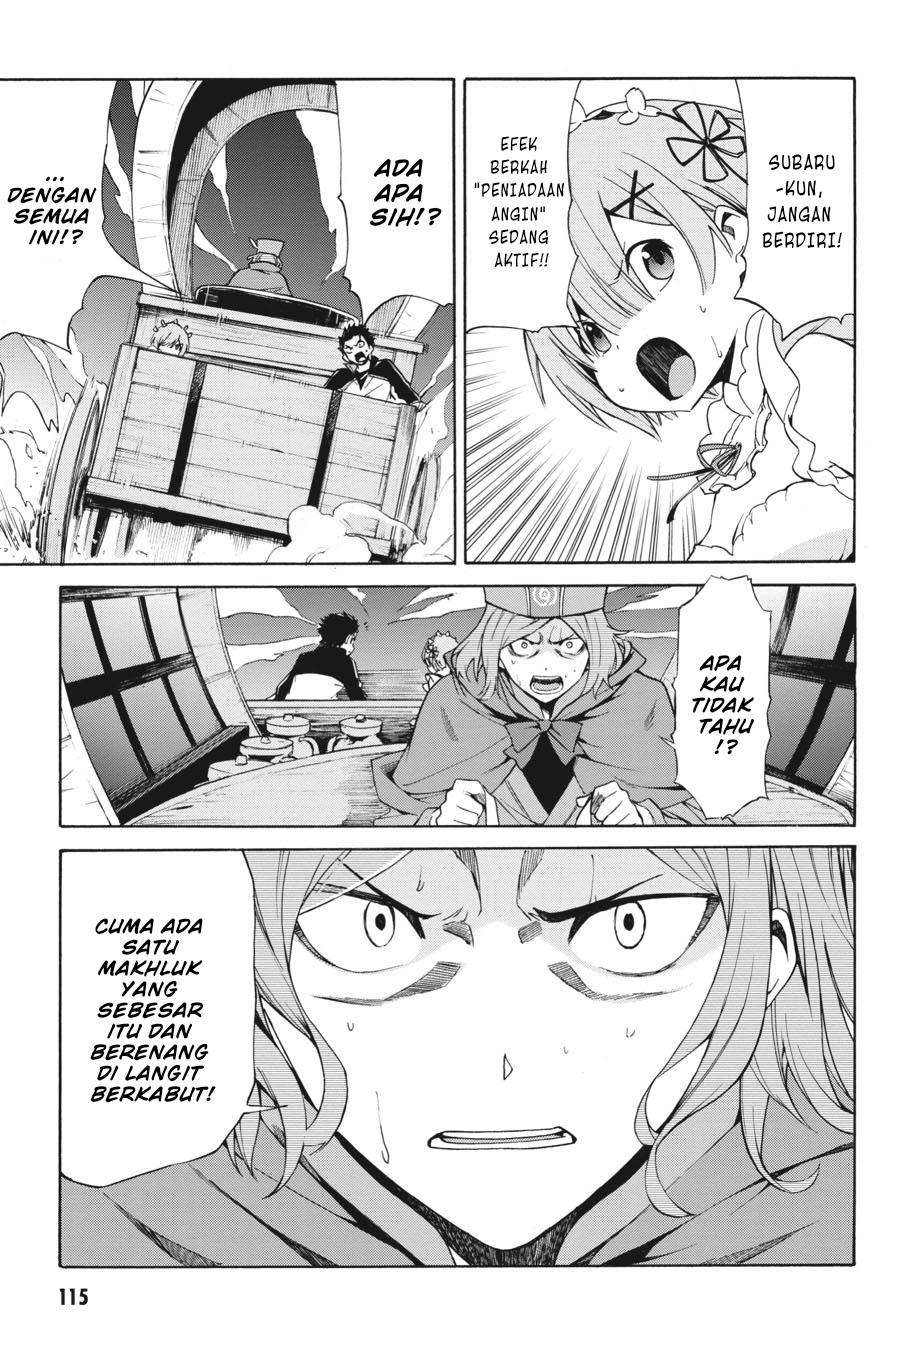 SUBARU
-KUN,
JANGAN
BERDIRI!
EFEK
BERKAH
"PENIADAAN
ANGIN"
SEDANG
AKTIF!!
ADA
APA
SIH!?
...
DENGAN
SEMUA
INI!?
APA
KAU
TIDAK
TAHU
!?
CUMA ADA
SATU
MAKHLUK
YANG
SEBESAR
ITU DAN
BERENANG
DI LANGIT
BERKABUT!
115